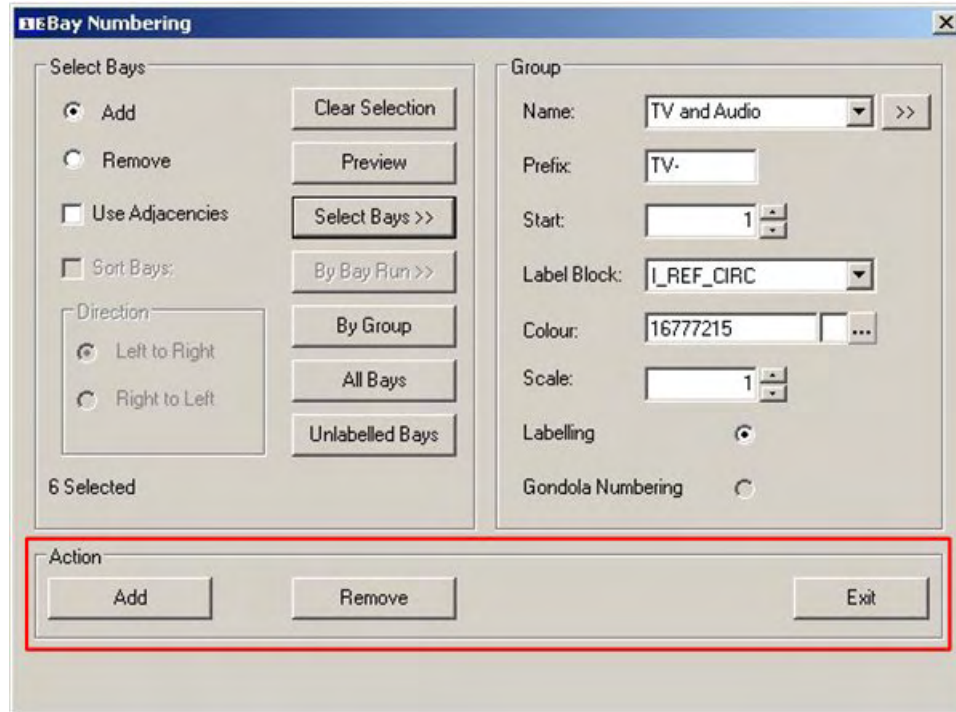 Bay Numbering
Select Bays
Add
Clear Selection
Remove
Preview
Use Adjacencies
Select Bays >>
Sort Bays:
By Bay Run >>
Direction
Left to Right
Right to Left
By Group
All Bays
Unlabelled Bays
6 Selected
Group
Name: TV and Audio >>
Prefix: TV-
Start: 1
Label Block: I_REF_CIRC
Colour: 16777215 ...
Scale: 1
Labelling
Gondola Numbering
Action
Add Remove Exit